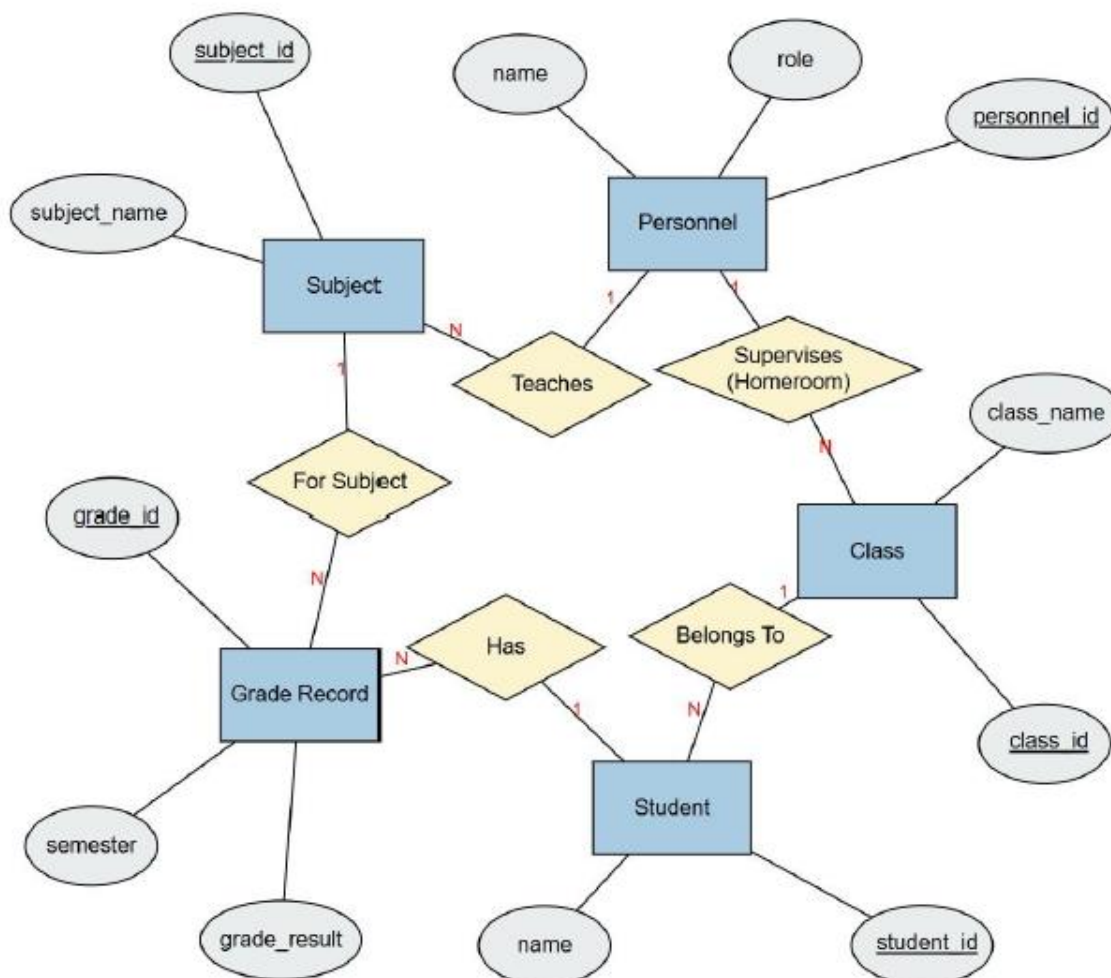 subject_id
name
role
personnel_id
subject_name
Personnel
Subject
1
1
N
Teaches
Supervises
(Homeroom)
1
class_name
N
For Subject
grade_id
Class
N
1
Has
Belongs To
N
Grade Record
1
N
class_id
Student
semester
grade_result
name
student_id